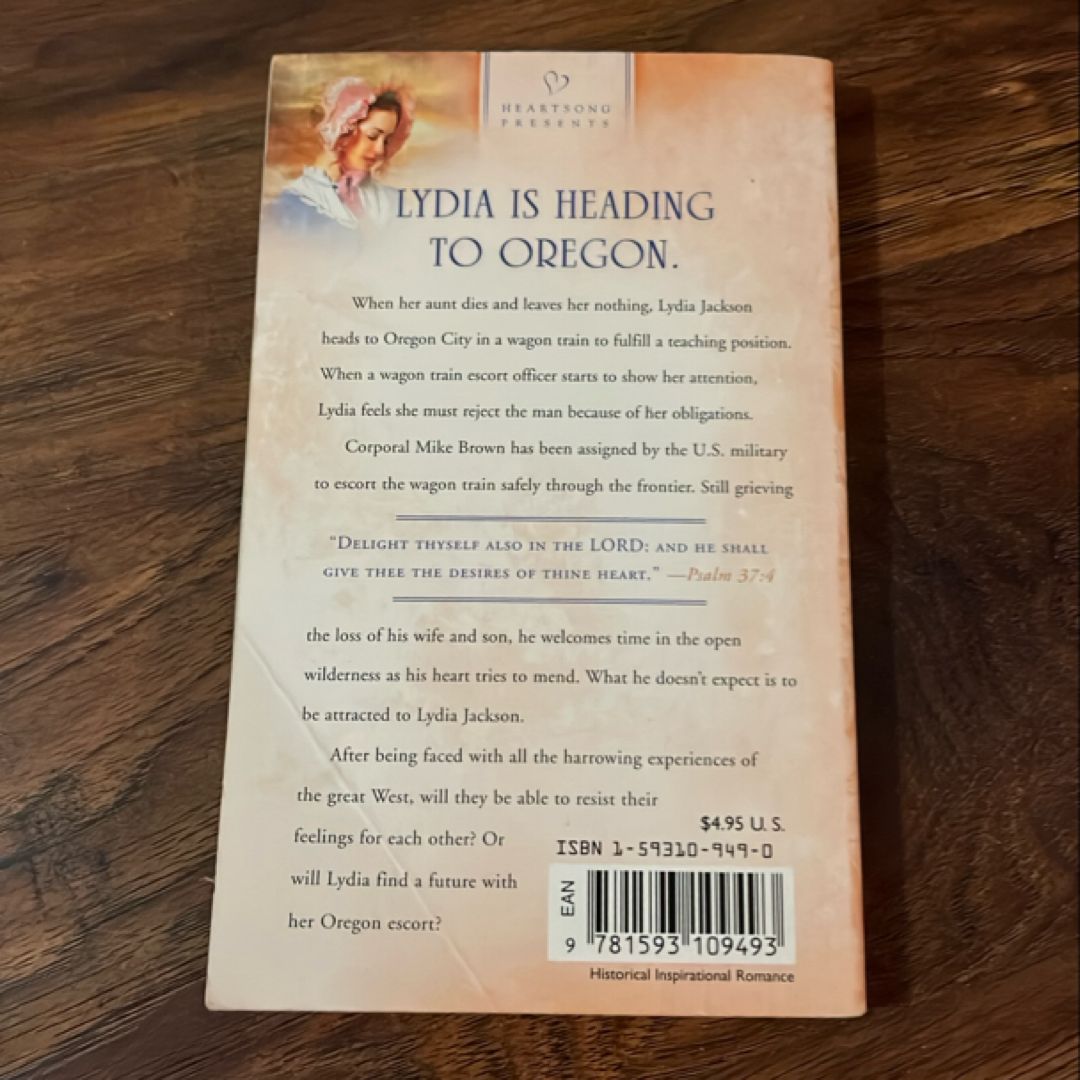 HEARTSONG
PRESENTS
LYDIA IS HEADING
TO OREGON.
When her aunt dies and leaves her nothing, Lydia Jackson
heads to Oregon City in a wagon train to fulfill a teaching position.
When a wagon train escort officer starts to show her attention,
Lydia feels she must reject the man because of her obligations.
Corporal Mike Brown has been assigned by the U.S. military
to escort the wagon train safely through the frontier. Still grieving
"DELIGHT THYSELF ALSO IN THE LORD: AND HE SHALL
GIVE THEE THE DESIRES OF THINE HEART." —Psalm 37:4
the loss of his wife and son, he welcomes time in the open
wilderness as his heart tries to mend. What he doesn't expect is to
be attracted to Lydia Jackson.
After being faced with all the harrowing experiences of
the great West, will they be able to resist their
feelings for each other? Or
will Lydia find a future with
her Oregon escort?
$4.95 U.S.
ISBN 1-59310-949-0
EAN
9 781593 109493
Historical Inspirational Romance